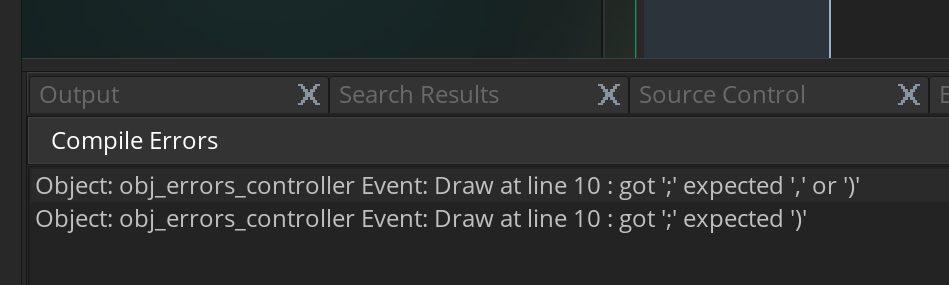 Output Search Results Source Control
Compile Errors
Object: obj_errors_controller Event: Draw at line 10 : got ';' expected ',' or ')'
Object: obj_errors_controller Event: Draw at line 10 : got ';' expected ')'